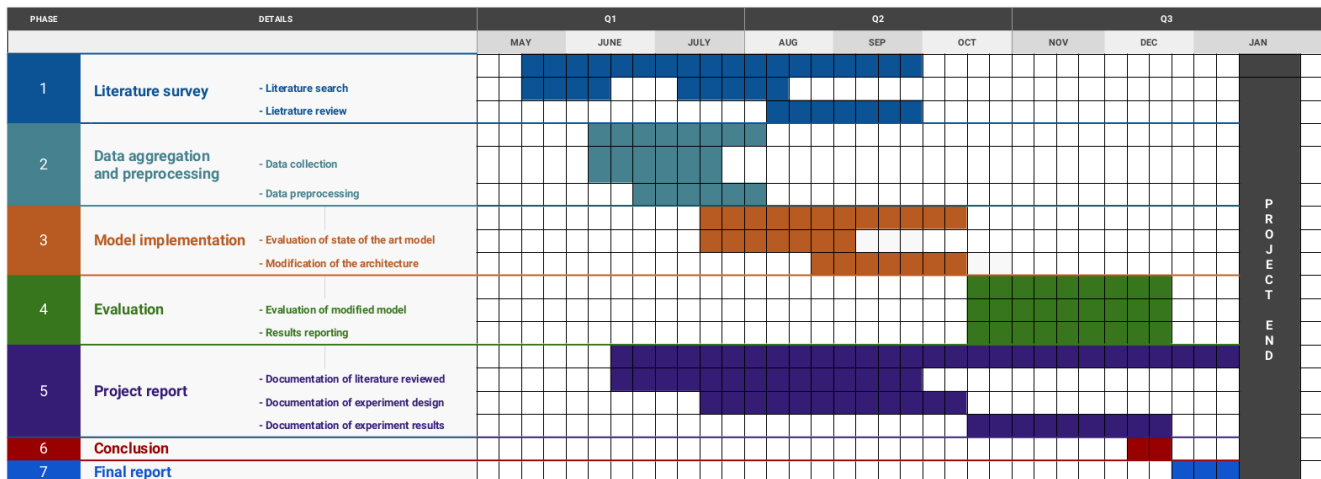 PHASE DETAILS Q1 Q2 Q3
MAY JUNE JULY AUG SEP OCT NOV DEC JAN
1 Literature survey - Literature search
- Lietrature review
2 Data aggregation
and preprocessing - Data collection
- Data preprocessing
3 Model implementation - Evaluation of state of the art model
- Modification of the architecture
4 Evaluation - Evaluation of modified model
- Results reporting
5 Project report - Documentation of literature reviewed
- Documentation of experiment design
- Documentation of experiment results
6 Conclusion
7 Final report
PROJECT END